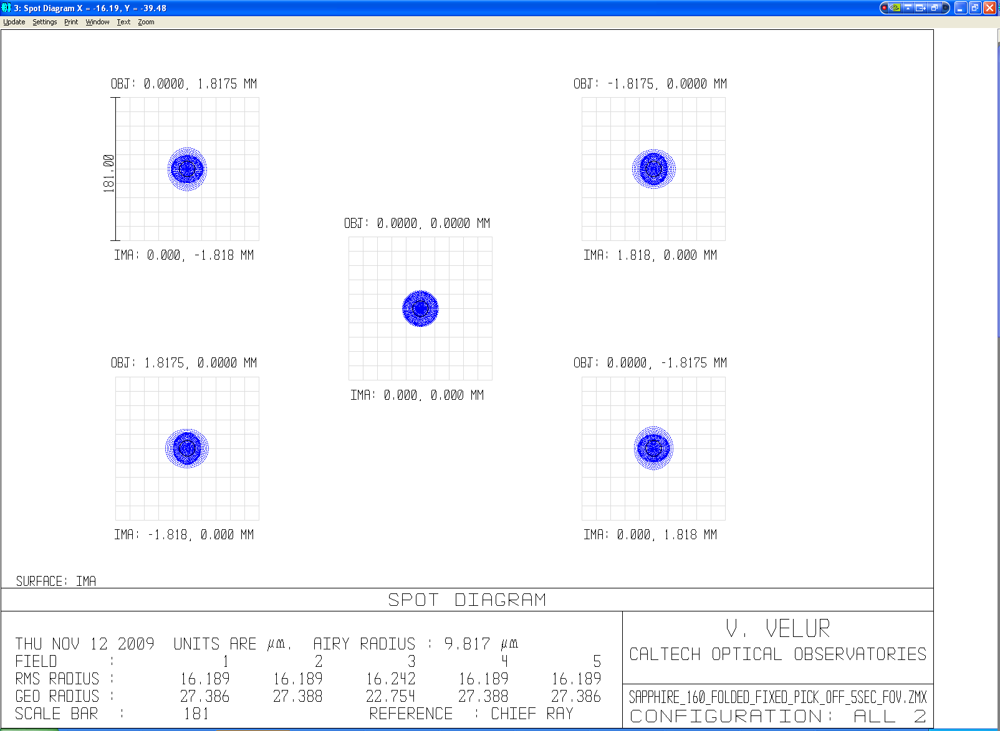 3: Spot Diagram X = -16.19, Y = -39.48
Update Settings Print Window Text Zoom
OBJ: 0.0000, 1.8175 MM
OBJ: -1.8175, 0.0000 MM
181.00
IMA: 0.000, -1.818 MM
IMA: 1.818, 0.000 MM
OBJ: 0.0000, 0.0000 MM
IMA: 0.000, 0.000 MM
OBJ: 1.8175, 0.0000 MM
OBJ: 0.0000, -1.8175 MM
IMA: -1.818, 0.000 MM
IMA: 0.000, 1.818 MM
SURFACE: IMA
SPOT DIAGRAM
THU NOV 12 2009 UNITS ARE µm. AIRY RADIUS : 9.817 µm
FIELD : 1 2 3 4 5
RMS RADIUS : 16.189 16.189 16.242 16.189 16.189
GEO RADIUS : 27.386 27.388 22.754 27.388 27.386
SCALE BAR : 181 REFERENCE : CHIEF RAY
V. VELUR
CALTECH OPTICAL OBSERVATORIES
SAPPHIRE_160_FOLDED_FIXED_PICK_OFF_5SEC_FOV.ZMX
CONFIGURATION: ALL 2